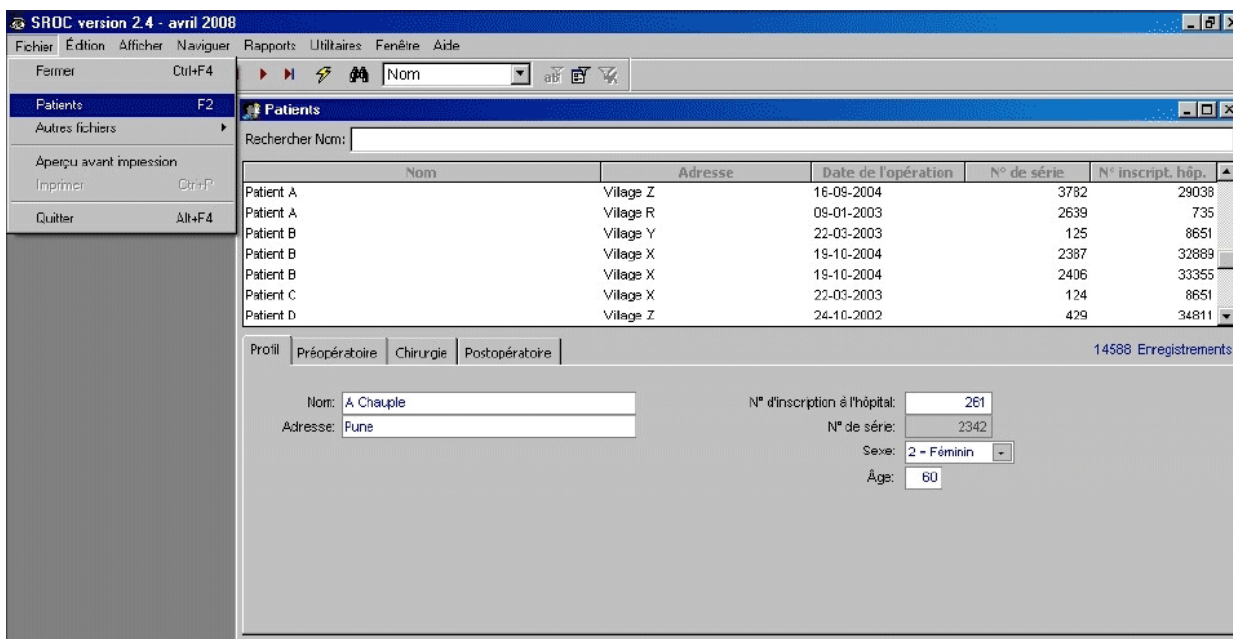 SROC version 2.4 - avril 2008
Fichier Édition Afficher Naviguer Rapports Utilitaires Fenêtre Aide
Fermer Ctrl+F4
Patients F2
Autres fichiers
Aperçu avant impression
Imprimer Ctrl+P
Quitter Alt+F4
Nom
Patients
Rechercher Nom:
Nom Adresse Date de l'opération N° de série N° inscript. hôp.
Patient A Village Z 16-09-2004 3782 29038
Patient A Village R 09-01-2003 2639 735
Patient B Village Y 22-03-2003 125 8651
Patient B Village X 19-10-2004 2387 32889
Patient B Village X 19-10-2004 2406 33355
Patient C Village X 22-03-2003 124 8651
Patient D Village Z 24-10-2002 429 34811
Profil Préopératoire Chirurgie Postopératoire 14588 Enregistrements
Nom: A Chauple N° d'inscription à l'hôpital: 261
Adresse: Pune N° de série: 2342
Sexe: 2 - Féminin
Âge: 60